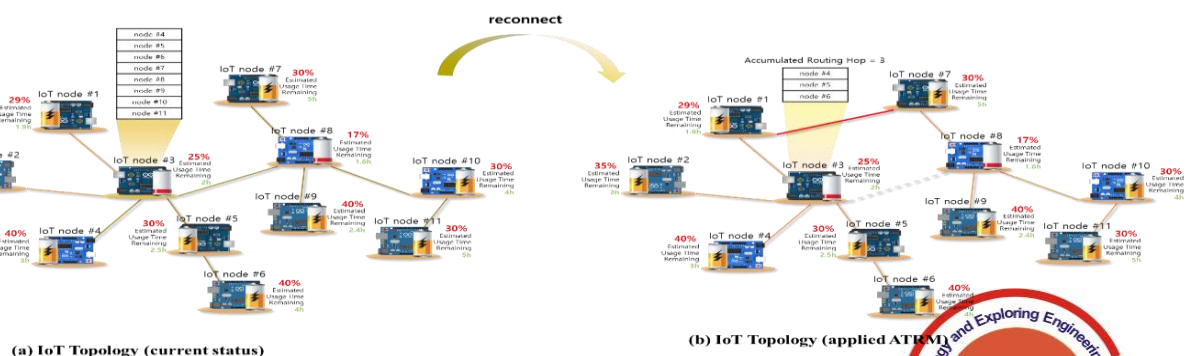 reconnect
node #4
node #5
node #6
node #7
node #8
node #9
node #10
node #11
IoT node #7
30%
Estimated
Usage Time
Remaining
5h
29%
Estimated
Usage Time
Remaining
1.9h
IoT node #1
IoT node #8
17%
Estimated
Usage Time
Remaining
1.6h
#2
IoT node #3
25%
Estimated
Usage Time
Remaining
2h
IoT node #10
30%
Estimated
Usage Time
Remaining
4h
IoT node #9
40%
Estimated
Usage Time
Remaining
2.4h
40%
Estimated
Usage Time
Remaining
3h
IoT node #4
30%
Estimated
Usage Time
Remaining
2.5h
IoT node #5
IoT node #11
30%
Estimated
Usage Time
Remaining
5h
IoT node #6
40%
Estimated
Usage Time
Remaining
4h
(a) IoT Topology (current status)
Accumulated Routing Hop = 3
node #4
node #5
node #6
IoT node #7
30%
Estimated
Usage Time
Remaining
5h
29%
Estimated
Usage Time
Remaining
1.8h
IoT node #1
IoT node #8
17%
Estimated
Usage Time
Remaining
1.6h
35%
Estimated
Usage Time
Remaining
2h
IoT node #2
IoT node #3
25%
Estimated
Usage Time
Remaining
2h
IoT node #10
30%
Estimated
Usage Time
Remaining
4h
IoT node #9
40%
Estimated
Usage Time
Remaining
2.4h
40%
Estimated
Usage Time
Remaining
3h
IoT node #4
30%
Estimated
Usage Time
Remaining
2.5h
IoT node #5
IoT node #11
30%
Estimated
Usage Time
Remaining
5h
IoT node #6
40%
Estimated
Usage Time
Remaining
4h
(b) IoT Topology (applied ATRM)
and Exploring Engineering